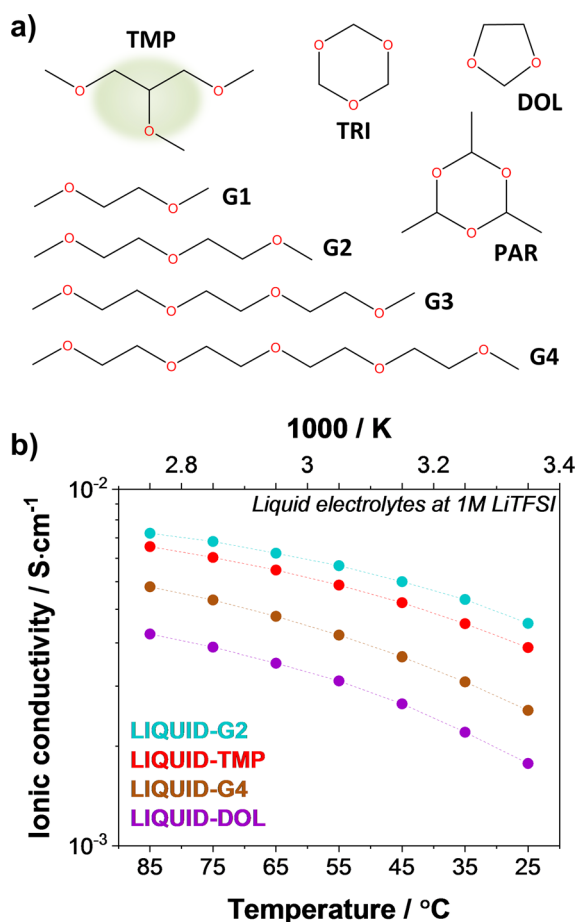 a)
TMP
O
O
O
O
O
O
TRI
O
O
DOL
O
O
G1
O
O
O
PAR
O
O
O
G2
O
O
O
O
G3
O
O
O
O
O
G4
b)
1000 / K
2.8 3 3.2 3.4
Liquid electrolytes at 1M LiTFSI
10-2
Ionic conductivity / S·cm-1
LIQUID-G2
LIQUID-TMP
LIQUID-G4
LIQUID-DOL
10-3
85 75 65 55 45 35 25
Temperature / °C